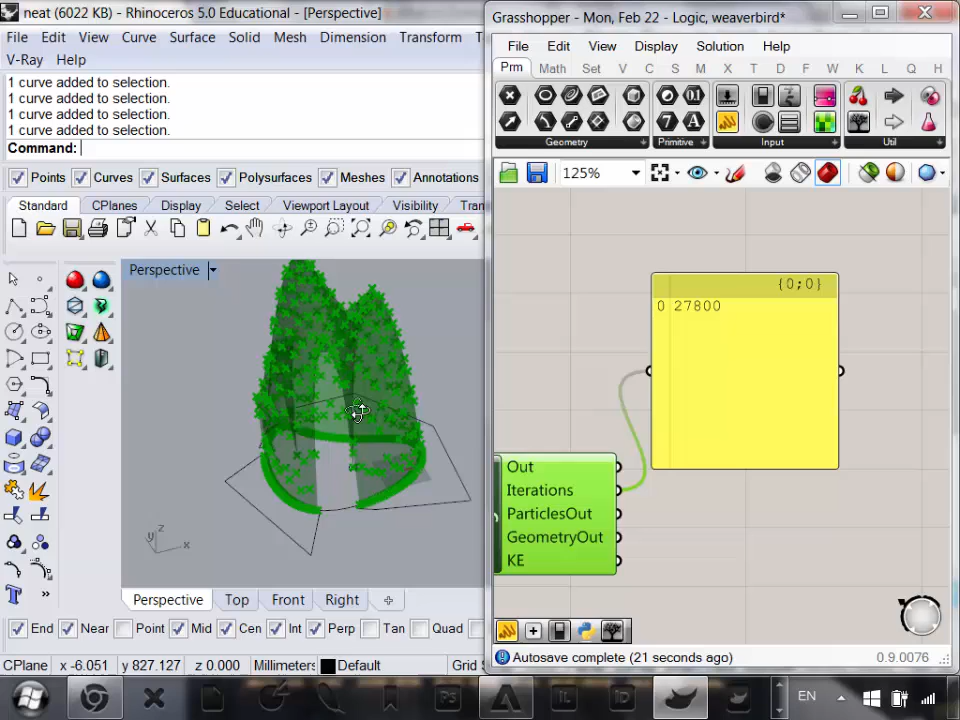 neat (6022 KB) - Rhinoceros 5.0 Educational - [Perspective]
File Edit View Curve Surface Solid Mesh Dimension Transform T
V-Ray Help
1 curve added to selection.
1 curve added to selection.
1 curve added to selection.
1 curve added to selection.
Command:
Points Curves Surfaces Polysurfaces Meshes Annotations
Standard CPlanes Display Select Viewport Layout Visibility Tran
Perspective
z
y
x
Perspective Top Front Right
End Near Point Mid Cen Int Perp Tan Quad
CPlane x -6.051 y 827.127 z 0.000 Millimeters Default Grid S
Grasshopper - Mon, Feb 22 - Logic, weaverbird*
File Edit View Display Solution Help
Prm Math Set V C S M X T D F W K L Q H
Geometry Primitive Input Util
125%
{0;0}
0 27800
Out
Iterations
ParticlesOut
GeometryOut
KE
Autosave complete (21 seconds ago) 0.9.0076
Ps IL ID EN